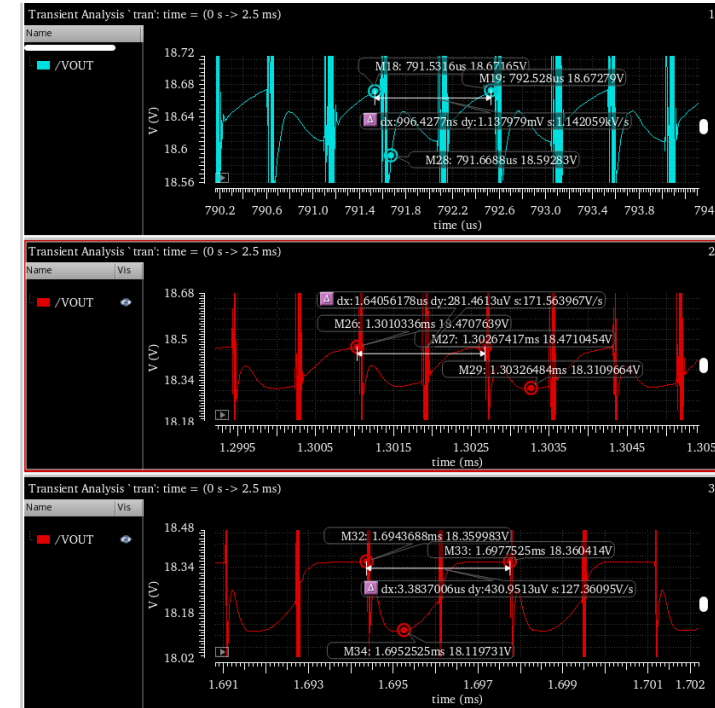 Transient Analysis `tran': time = (0 s -> 2.5 ms)
1
Name
/VOUT
18.72
18.68
18.64
18.6
18.56
V (V)
M18: 791.5316us 18.67165V
M19: 792.528us 18.67279V
dx:996.4277ns dy:1.137979mV s:1.142059kV/s
M28: 791.6688us 18.59283V
790.2 790.6 791.0 791.4 791.8 792.2 792.6 793.0 793.4 793.8 794
time (us)
Transient Analysis `tran': time = (0 s -> 2.5 ms)
2
Name Vis
/VOUT
18.68
18.5
18.34
18.18
V (V)
dx:1.64056178us dy:281.4613uV s:171.563967V/s
M26: 1.3010336ms 18.4707639V
M27: 1.30267417ms 18.4710454V
M29: 1.30326484ms 18.3109664V
1.2995 1.3005 1.3015 1.3025 1.3035 1.3045 1.305
time (ms)
Transient Analysis `tran': time = (0 s -> 2.5 ms)
3
Name Vis
/VOUT
18.48
18.34
18.18
18.02
V (V)
M32: 1.6943688ms 18.359983V
M33: 1.6977525ms 18.360414V
dx:3.3837006us dy:430.9513uV s:127.36095V/s
M34: 1.6952525ms 18.119731V
1.691 1.693 1.695 1.697 1.699 1.701 1.702
time (ms)